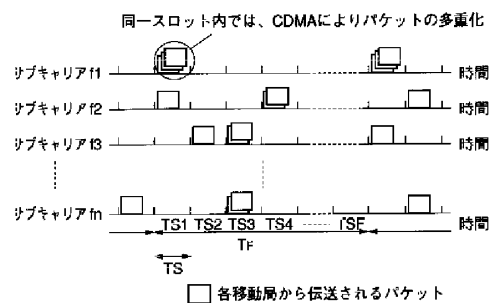 同一スロット内では、CDMAによりパケットの多重化
サブキャリアf1 時間
サブキャリアf2 時間
サブキャリアf3 時間
サブキャリアfn 時間
TS1 TS2 TS3 TS4 TSF
TF
TS
各移動局から伝送されるパケット